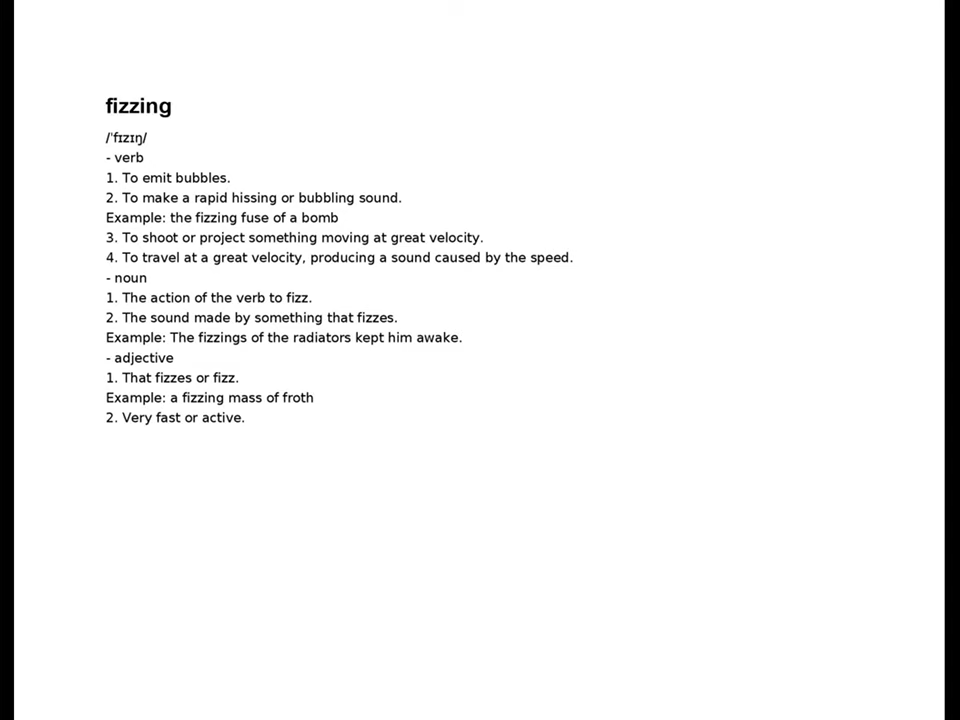 fizzing
/ˈfɪzɪŋ/
- verb
1. To emit bubbles.
2. To make a rapid hissing or bubbling sound.
Example: the fizzing fuse of a bomb
3. To shoot or project something moving at great velocity.
4. To travel at a great velocity, producing a sound caused by the speed.
- noun
1. The action of the verb to fizz.
2. The sound made by something that fizzes.
Example: The fizzings of the radiators kept him awake.
- adjective
1. That fizzes or fizz.
Example: a fizzing mass of froth
2. Very fast or active.